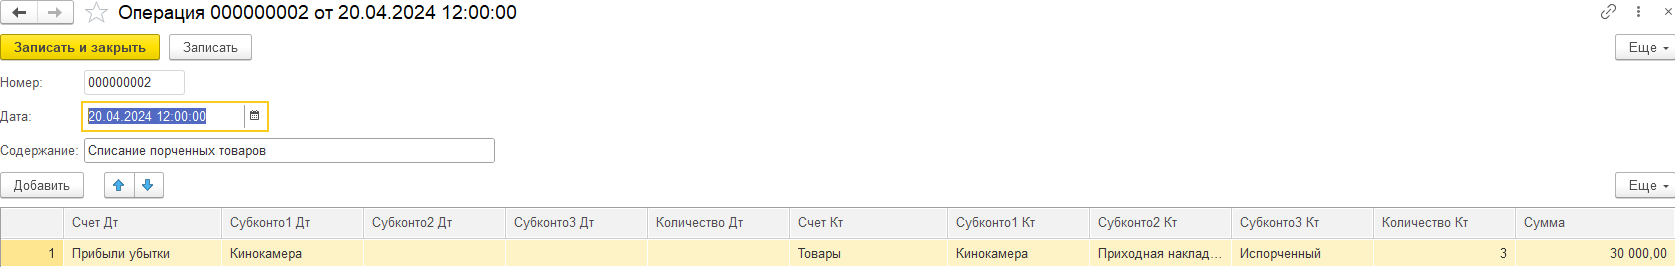 Операция 000000002 от 20.04.2024 12:00:00
Записать и закрыть Записать Еще
Номер: 000000002
Дата: 20.04.2024 12:00:00
Содержание: Списание порченных товаров
Добавить Еще
Счет Дт Субконто1 Дт Субконто2 Дт Субконто3 Дт Количество Дт Счет Кт Субконто1 Кт Субконто2 Кт Субконто3 Кт Количество Кт Сумма
1 Прибыли убытки Кинокамера Товары Кинокамера Приходная наклад... Испорченный 3 30 000,00